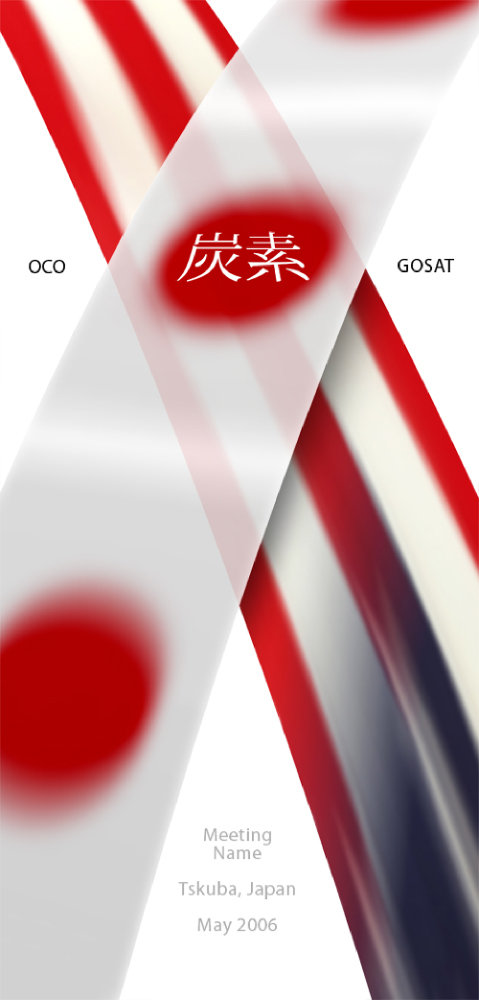 炭素
OCO
GOSAT
Meeting
Name
Tskuba, Japan
May 2006